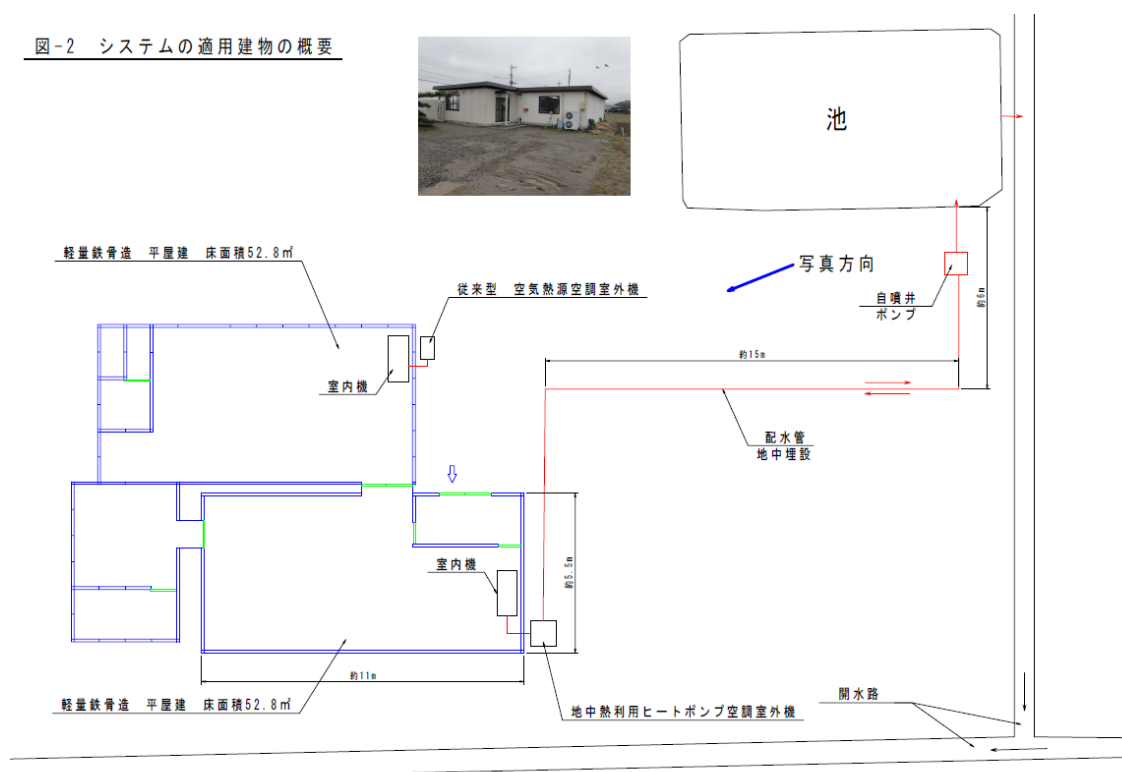 図-2 システムの適用建物の概要
池
軽量鉄骨造 平屋建 床面積52.8㎡
従来型 空気熱源空調室外機
写真方向
自噴井
ポンプ
約6m
約15m
室内機
配水管
地中埋設
室内機
約5.5m
約11m
軽量鉄骨造 平屋建 床面積52.8㎡
地中熱利用ヒートポンプ空調室外機
開水路